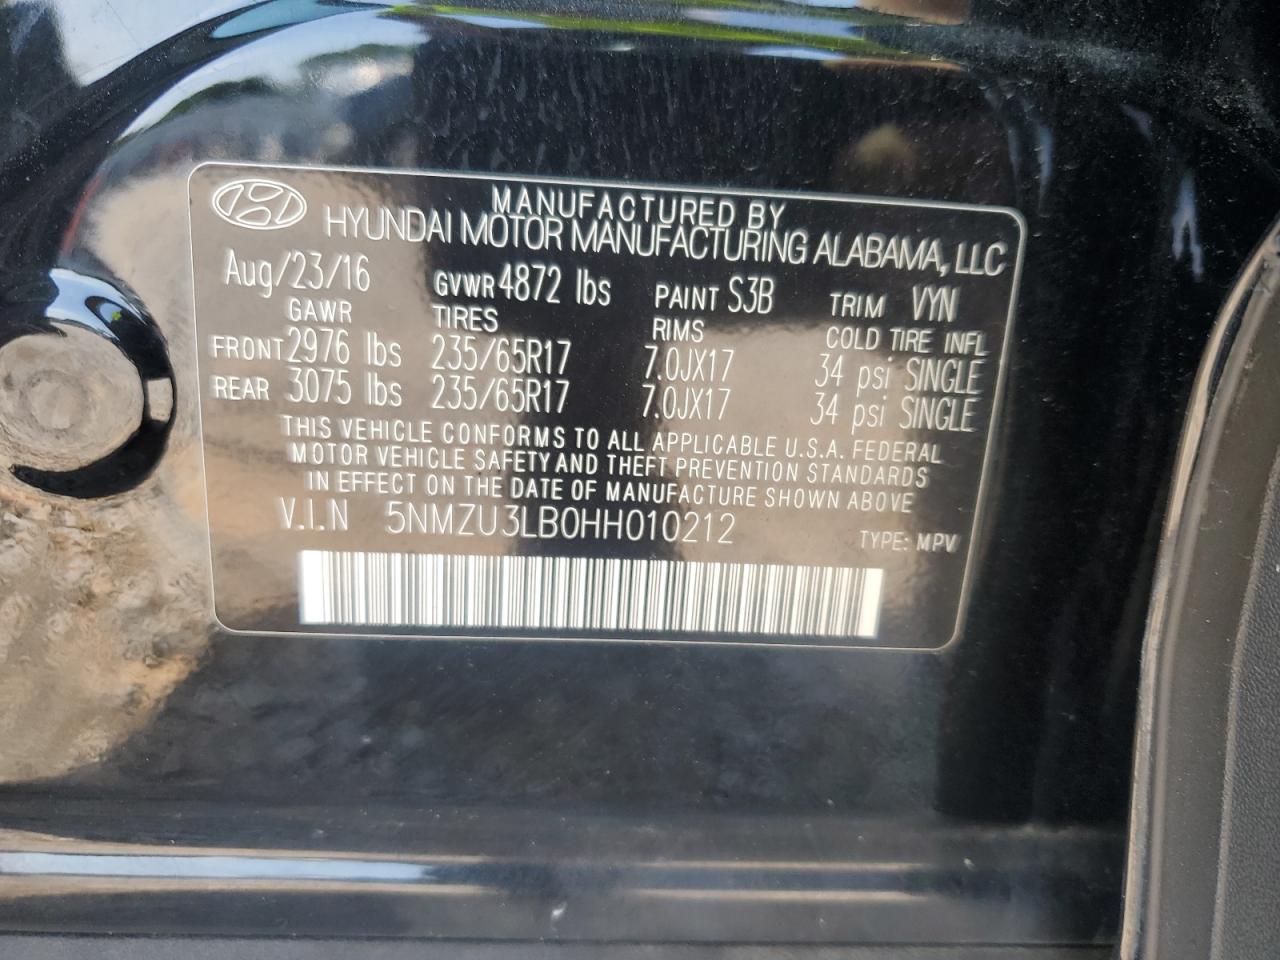 MANUFACTURED BY
HYUNDAI MOTOR MANUFACTURING ALABAMA, LLC
Aug/23/16 GVWR 4872 lbs PAINT S3B TRIM VYN
GAWR TIRES RIMS COLD TIRE INFL
FRONT 2976 lbs 235/65R17 7.0JX17 34 psi SINGLE
REAR 3075 lbs 235/65R17 7.0JX17 34 psi SINGLE
THIS VEHICLE CONFORMS TO ALL APPLICABLE U.S.A. FEDERAL
MOTOR VEHICLE SAFETY AND THEFT PREVENTION STANDARDS
IN EFFECT ON THE DATE OF MANUFACTURE SHOWN ABOVE
V.I.N 5NMZU3LB0HH010212 TYPE: MPV